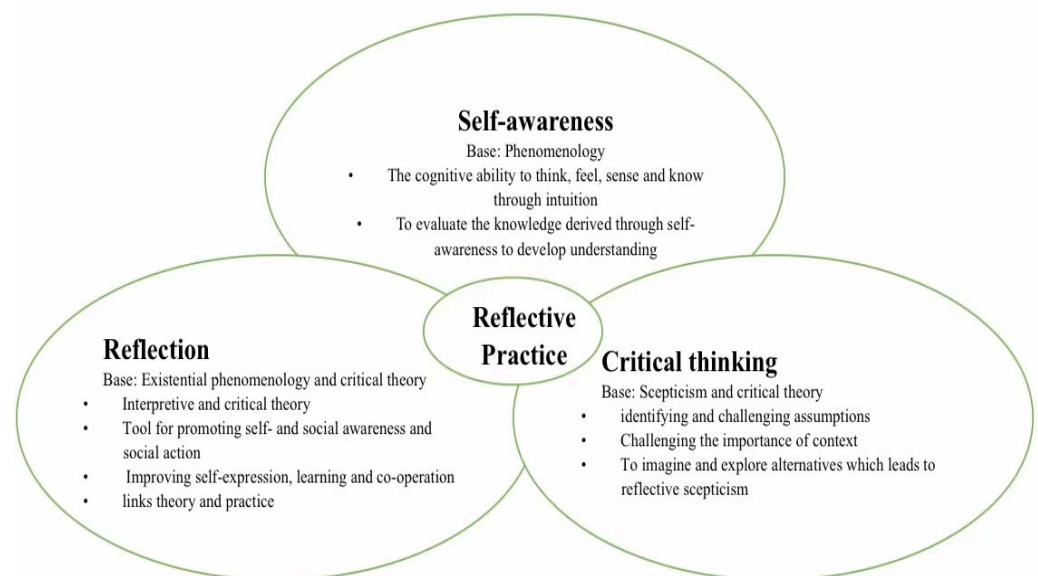 Self-awareness
Base: Phenomenology
• The cognitive ability to think, feel, sense and know
through intuition
• To evaluate the knowledge derived through self-
awareness to develop understanding
Reflective
Practice
Reflection
Base: Existential phenomenology and critical theory
• Interpretive and critical theory
• Tool for promoting self- and social awareness and
social action
• Improving self-expression, learning and co-operation
• links theory and practice
Critical thinking
Base: Scepticism and critical theory
• identifying and challenging assumptions
• Challenging the importance of context
• To imagine and explore alternatives which leads to
reflective scepticism